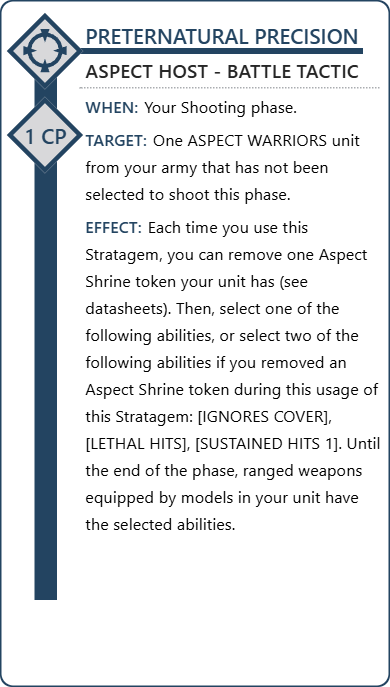 PRETERNATURAL PRECISION
ASPECT HOST - BATTLE TACTIC
WHEN: Your Shooting phase.
1 CP
TARGET: One ASPECT WARRIORS unit
from your army that has not been
selected to shoot this phase.
EFFECT: Each time you use this
Stratagem, you can remove one Aspect
Shrine token your unit has (see
datasheets). Then, select one of the
following abilities, or select two of the
following abilities if you removed an
Aspect Shrine token during this usage of
this Stratagem: [IGNORES COVER],
[LETHAL HITS], [SUSTAINED HITS 1]. Until
the end of the phase, ranged weapons
equipped by models in your unit have
the selected abilities.